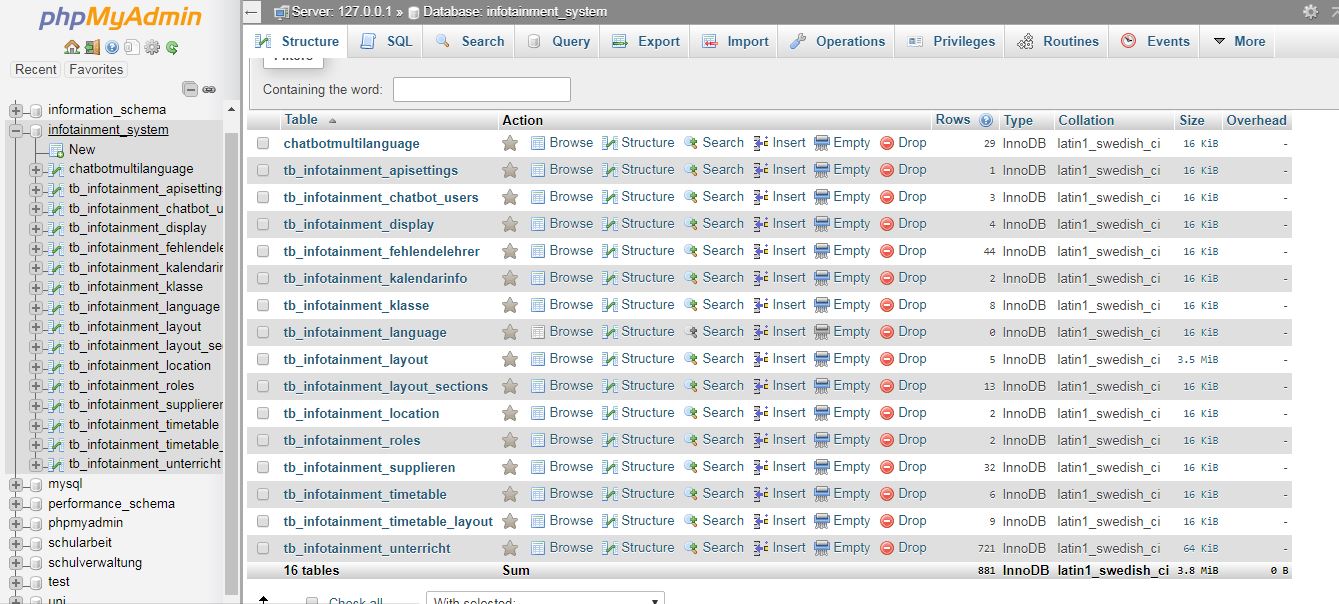 phpMyAdmin
Recent Favorites
information_schema
infotainment_system
New
chatbotmultilanguage
tb_infotainment_apisetting
tb_infotainment_chatbot_u
tb_infotainment_display
tb_infotainment_fehlendele
tb_infotainment_kalendarin
tb_infotainment_klasse
tb_infotainment_language
tb_infotainment_layout
tb_infotainment_layout_se
tb_infotainment_location
tb_infotainment_roles
tb_infotainment_supplieren
tb_infotainment_timetable
tb_infotainment_timetable_
tb_infotainment_unterricht
mysql
performance_schema
phpmyadmin
schularbeit
schulverwaltung
test
uni
Server: 127.0.0.1 » Database: infotainment_system
Structure SQL Search Query Export Import Operations Privileges Routines Events More
Filters
Containing the word:
Table Action Rows Type Collation Size Overhead
chatbotmultilanguage Browse Structure Search Insert Empty Drop 29 InnoDB latin1_swedish_ci 16 KiB -
tb_infotainment_apisettings Browse Structure Search Insert Empty Drop 1 InnoDB latin1_swedish_ci 16 KiB -
tb_infotainment_chatbot_users Browse Structure Search Insert Empty Drop 3 InnoDB latin1_swedish_ci 16 KiB -
tb_infotainment_display Browse Structure Search Insert Empty Drop 4 InnoDB latin1_swedish_ci 16 KiB -
tb_infotainment_fehlendelehrer Browse Structure Search Insert Empty Drop 44 InnoDB latin1_swedish_ci 16 KiB -
tb_infotainment_kalendarinfo Browse Structure Search Insert Empty Drop 2 InnoDB latin1_swedish_ci 16 KiB -
tb_infotainment_klasse Browse Structure Search Insert Empty Drop 8 InnoDB latin1_swedish_ci 16 KiB -
tb_infotainment_language Browse Structure Search Insert Empty Drop 0 InnoDB latin1_swedish_ci 16 KiB -
tb_infotainment_layout Browse Structure Search Insert Empty Drop 5 InnoDB latin1_swedish_ci 3.5 MiB -
tb_infotainment_layout_sections Browse Structure Search Insert Empty Drop 13 InnoDB latin1_swedish_ci 16 KiB -
tb_infotainment_location Browse Structure Search Insert Empty Drop 2 InnoDB latin1_swedish_ci 16 KiB -
tb_infotainment_roles Browse Structure Search Insert Empty Drop 2 InnoDB latin1_swedish_ci 16 KiB -
tb_infotainment_supplieren Browse Structure Search Insert Empty Drop 32 InnoDB latin1_swedish_ci 16 KiB -
tb_infotainment_timetable Browse Structure Search Insert Empty Drop 6 InnoDB latin1_swedish_ci 16 KiB -
tb_infotainment_timetable_layout Browse Structure Search Insert Empty Drop 9 InnoDB latin1_swedish_ci 16 KiB -
tb_infotainment_unterricht Browse Structure Search Insert Empty Drop 721 InnoDB latin1_swedish_ci 64 KiB -
16 tables Sum 881 InnoDB latin1_swedish_ci 3.8 MiB 0 B
Check all With selected: